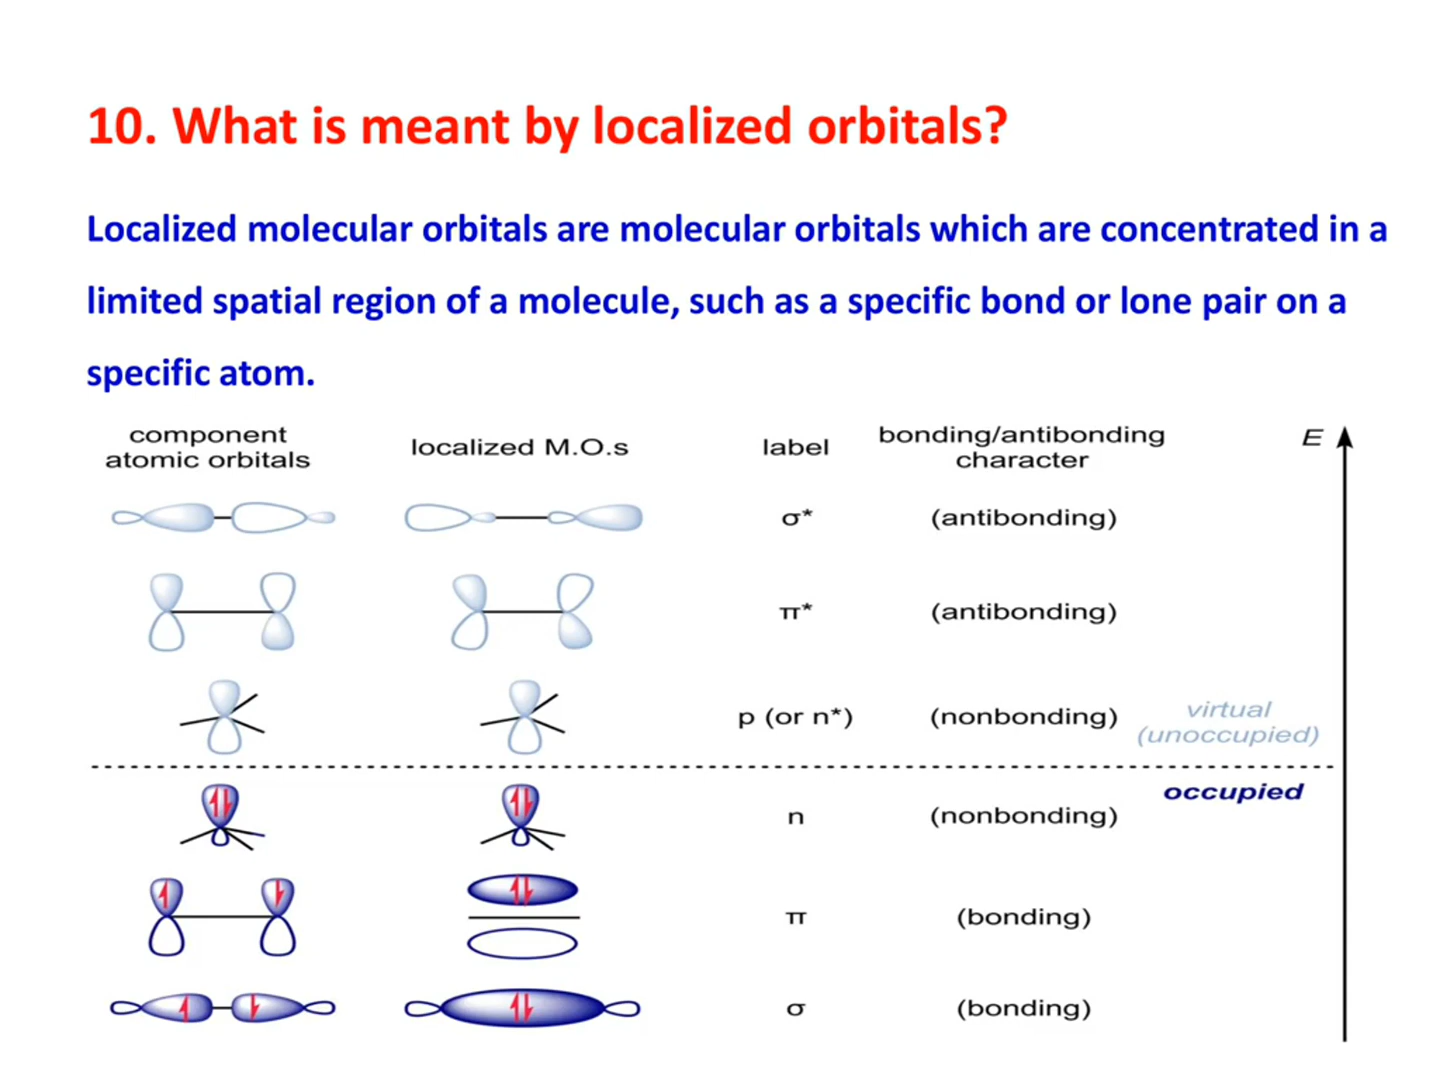 10. What is meant by localized orbitals?
Localized molecular orbitals are molecular orbitals which are concentrated in a
limited spatial region of a molecule, such as a specific bond or lone pair on a
specific atom.
component
atomic orbitals
localized M.O.s
label
bonding/antibonding
character
E
σ*
(antibonding)
π*
(antibonding)
p (or n*)
(nonbonding)
virtual
(unoccupied)
occupied
n
(nonbonding)
π
(bonding)
σ
(bonding)